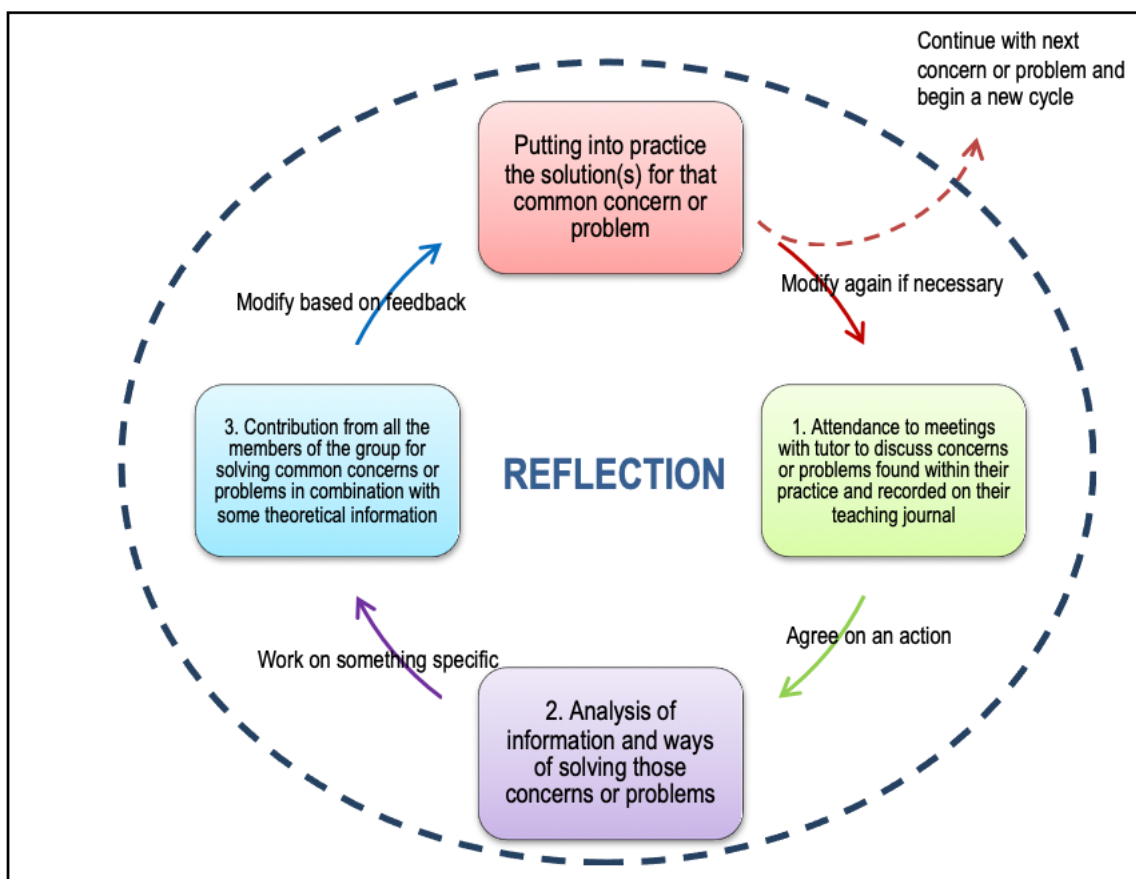 Continue with next
concern or problem and
begin a new cycle
Putting into practice
the solution(s) for that
common concern or
problem
Modify based on feedback
Modify again if necessary
3. Contribution from all the
members of the group for
solving common concerns or
problems in combination with
some theoretical information
REFLECTION
1. Attendance to meetings
with tutor to discuss concerns
or problems found within their
practice and recorded on their
teaching journal
Work on something specific
Agree on an action
2. Analysis of
information and ways
of solving those
concerns or problems